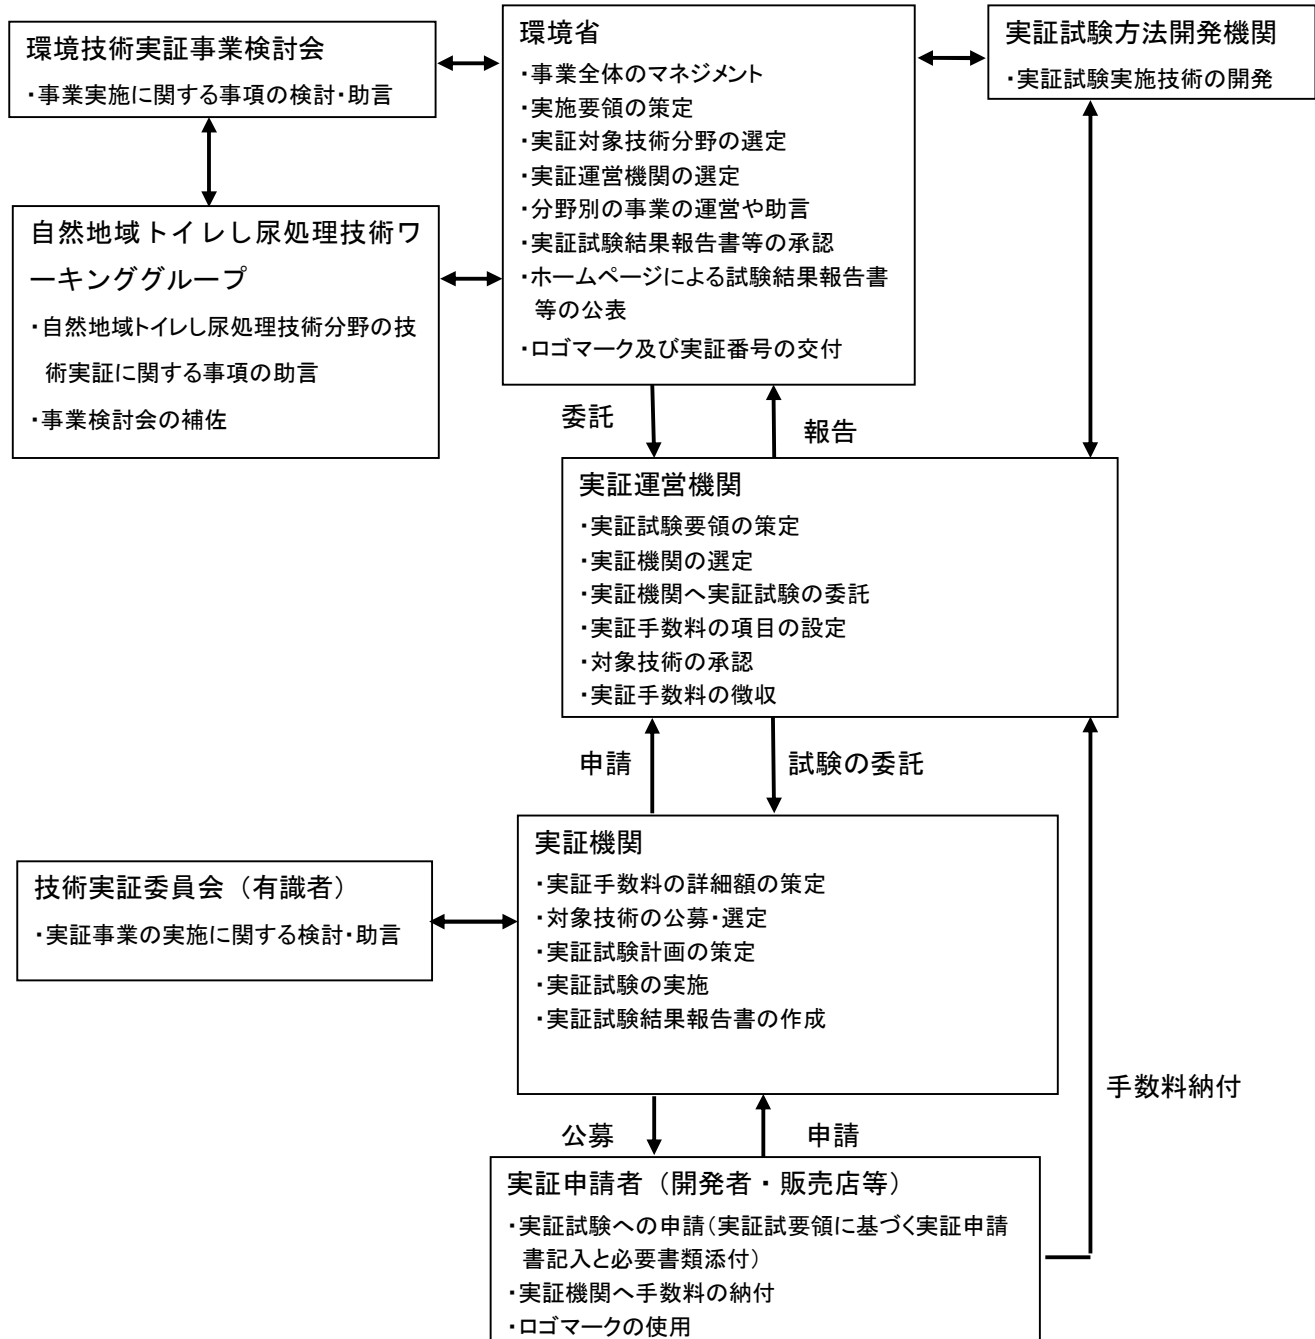 環境技術実証事業検討会
・事業実施に関する事項の検討・助言
環境省
・事業全体のマネジメント
・実施要領の策定
・実証対象技術分野の選定
・実証運営機関の選定
・分野別の事業の運営や助言
・実証試験結果報告書等の承認
・ホームページによる試験結果報告書
等の公表
・ロゴマーク及び実証番号の交付
実証試験方法開発機関
・実証試験実施技術の開発
自然地域トイレし尿処理技術ワ
ーキンググループ
・自然地域トイレし尿処理技術分野の技
術実証に関する事項の助言
・事業検討会の補佐
委託
報告
実証運営機関
・実証試験要領の策定
・実証機関の選定
・実証機関へ実証試験の委託
・実証手数料の項目の設定
・対象技術の承認
・実証手数料の徴収
申請
試験の委託
実証機関
・実証手数料の詳細額の策定
・対象技術の公募・選定
・実証試験計画の策定
・実証試験の実施
・実証試験結果報告書の作成
技術実証委員会（有識者）
・実証事業の実施に関する検討・助言
手数料納付
公募
申請
実証申請者（開発者・販売店等）
・実証試験への申請（実証試要領に基づく実証申請
書記入と必要書類添付）
・実証機関へ手数料の納付
・ロゴマークの使用